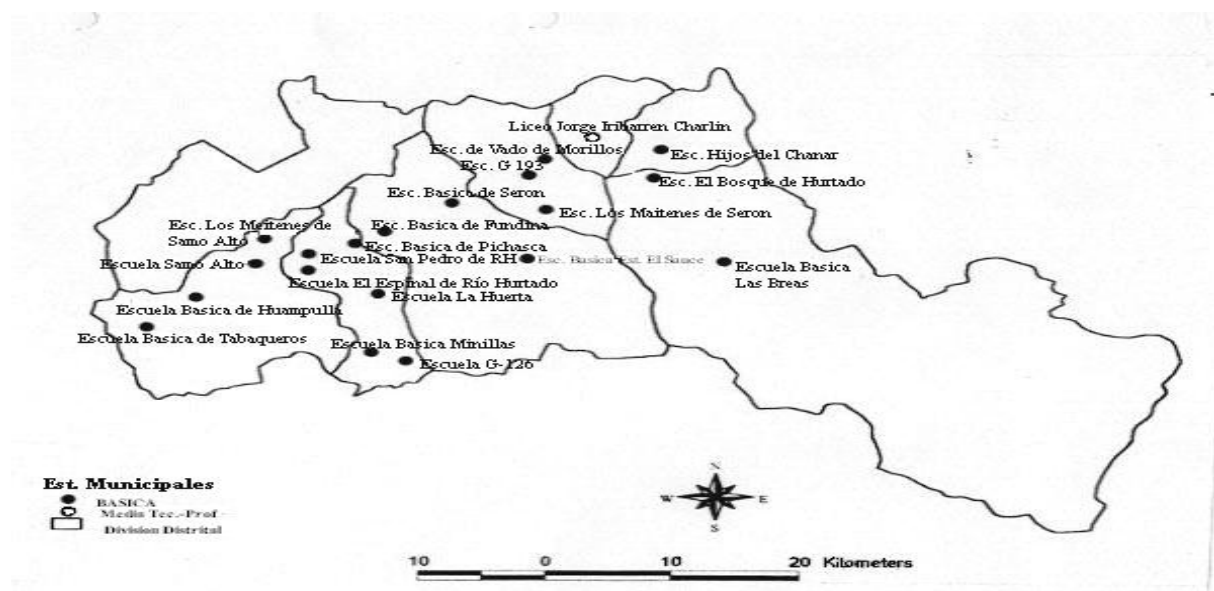 Liceo Jorge Iribarren Charlin
Esc. de Vado de Morillos
Esc. Hijos del Chanar
Esc. G 193
Esc. El Bosque de Hurtado
Esc. Basica de Seron
Esc. Los Maitenes de Seron
Esc. Los Meitenes de
Samo Alto
Esc. Basica de Fundina
Esc. Basica de Pichasca
Escuela San Pedro de RH
Esc. Basica Est. El Sauce
Escuela Samo Alto
Escuela Basica
Las Breas
Escuela El Espinal de Río Hurtado
Escuela La Huerta
Escuela Basica de Huampulla
Escuela Basica de Tabaqueros
Escuela Basica Minillas
Escuela G-126
Est. Municipales
BASICA
Media Tec.-Prof
Division Distrital
N
W E
S
10 0 10 20 Kilometers